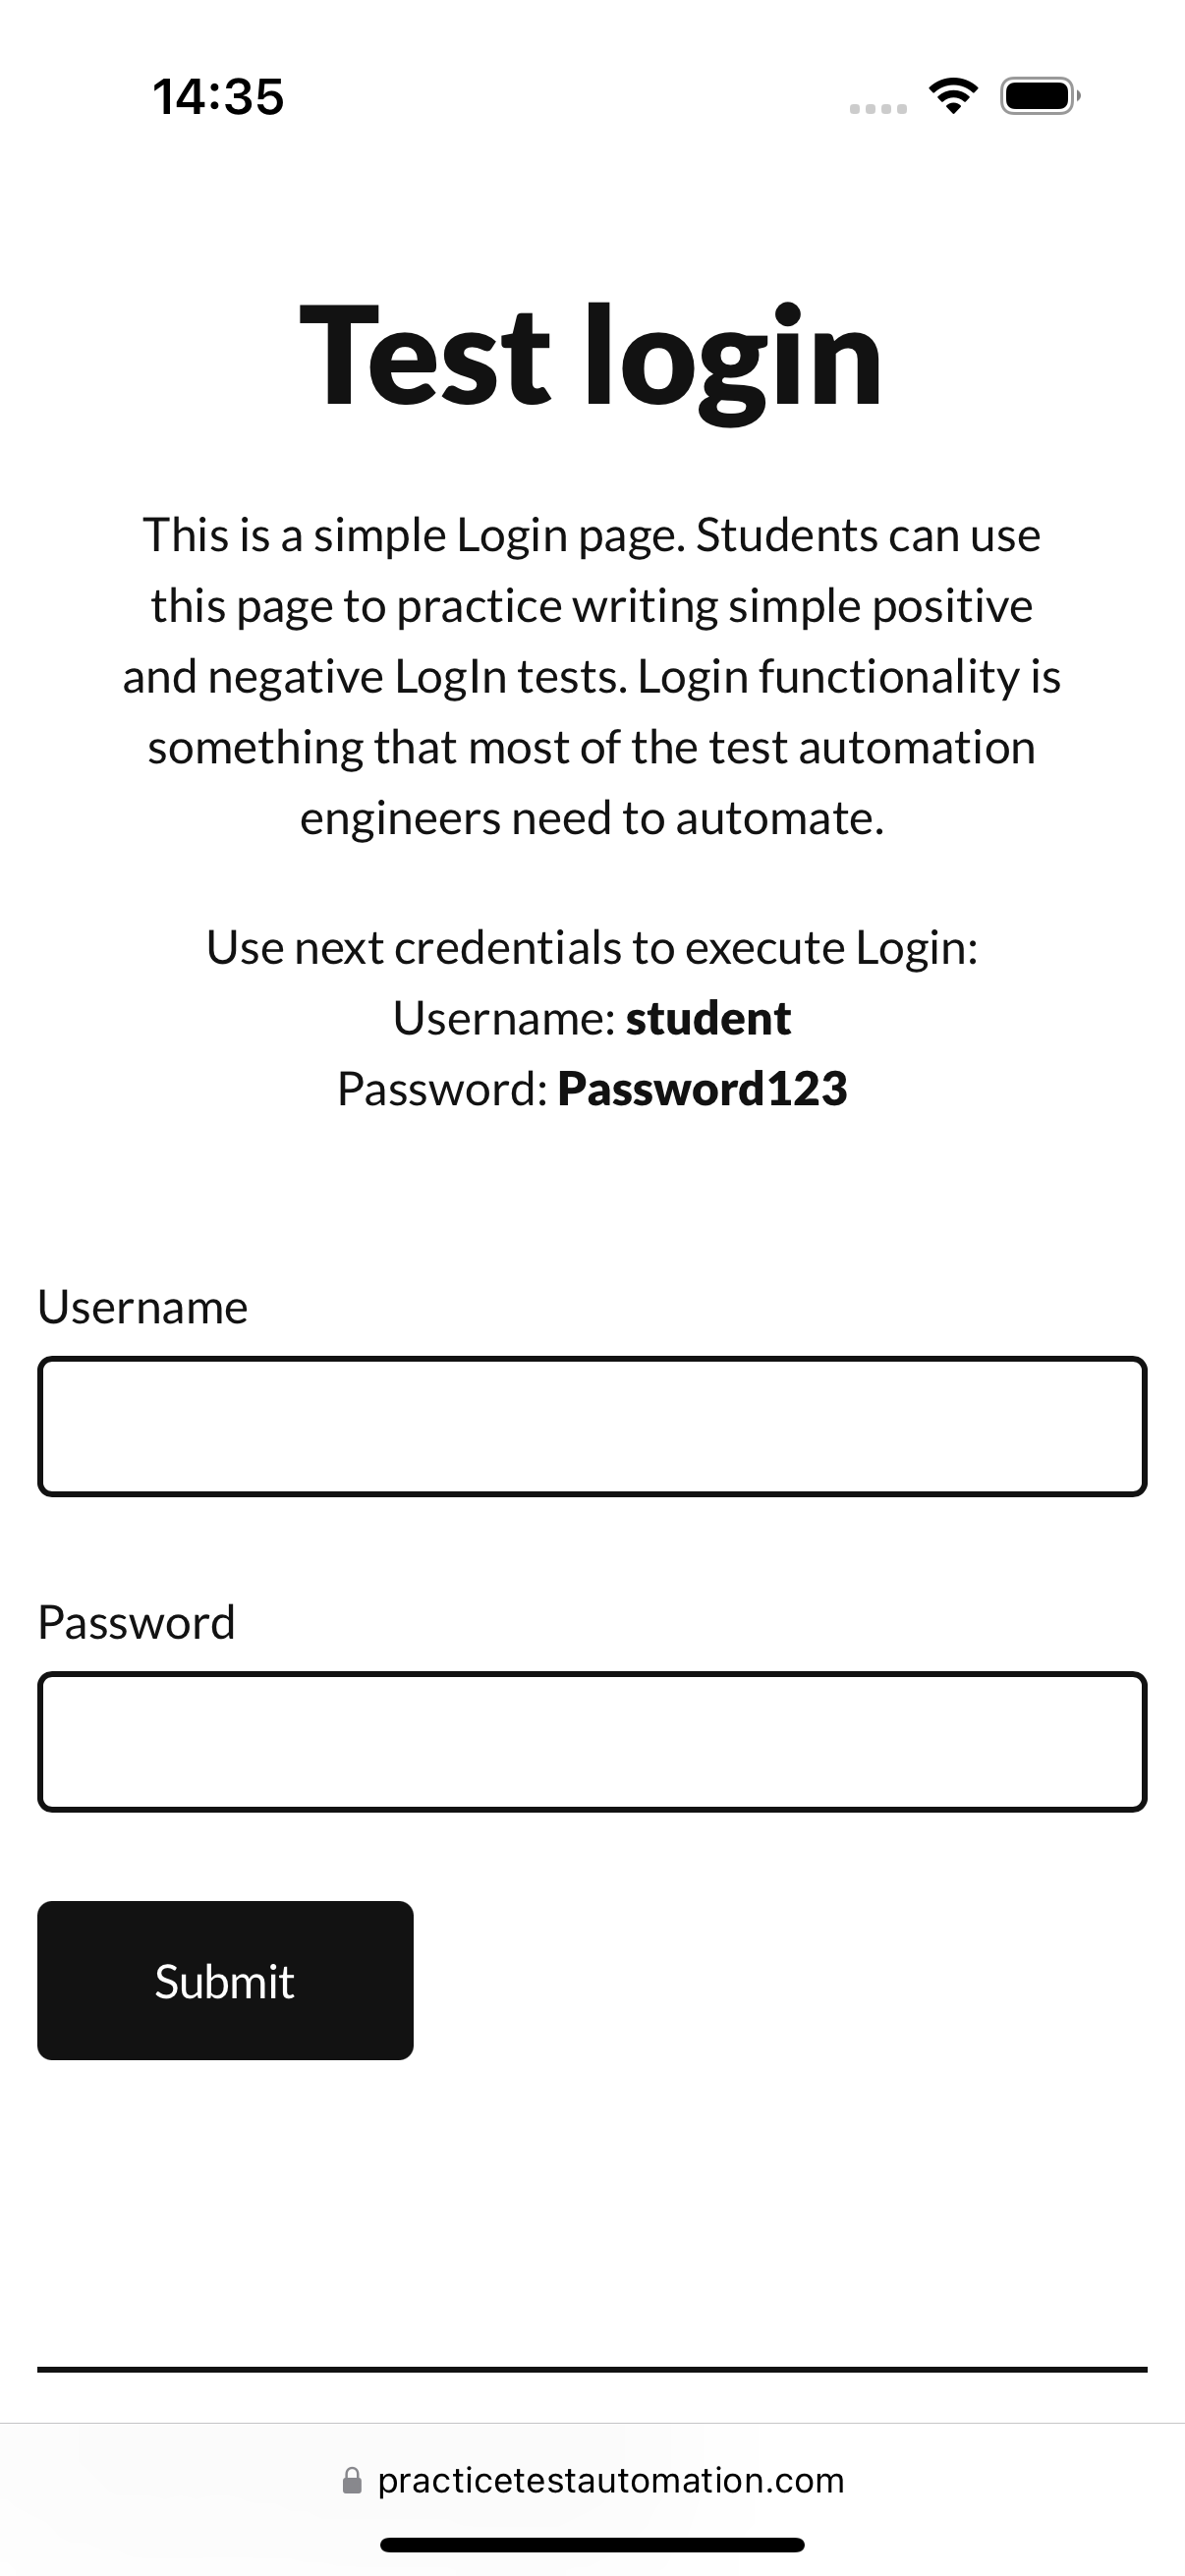 14:35
Test login
This is a simple Login page. Students can use
this page to practice writing simple positive
and negative LogIn tests. Login functionality is
something that most of the test automation
engineers need to automate.
Use next credentials to execute Login:
Username: student
Password: Password123
Username
Password
Submit
practicetestautomation.com